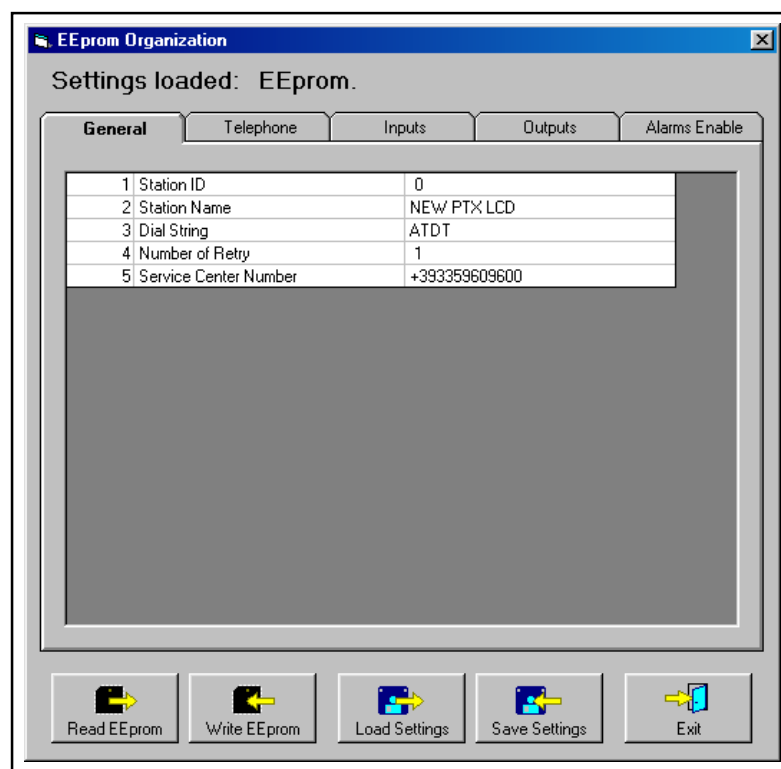 EEprom Organization
Settings loaded: EEprom.
General Telephone Inputs Outputs Alarms Enable
1 Station ID 0
2 Station Name NEW PTX LCD
3 Dial String ATDT
4 Number of Retry 1
5 Service Center Number +393359609600
Read EEprom Write EEprom Load Settings Save Settings Exit